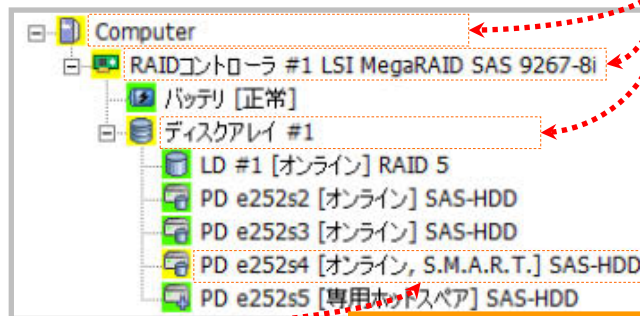 Computer
RAIDコントローラ #1 LSI MegaRAID SAS 9267-8i
バッテリ [正常]
ディスクアレイ #1
LD #1 [オンライン] RAID 5
PD e252s2 [オンライン] SAS-HDD
PD e252s3 [オンライン] SAS-HDD
PD e252s4 [オンライン, S.M.A.R.T.] SAS-HDD
PD e252s5 [専用ホットスペア] SAS-HDD